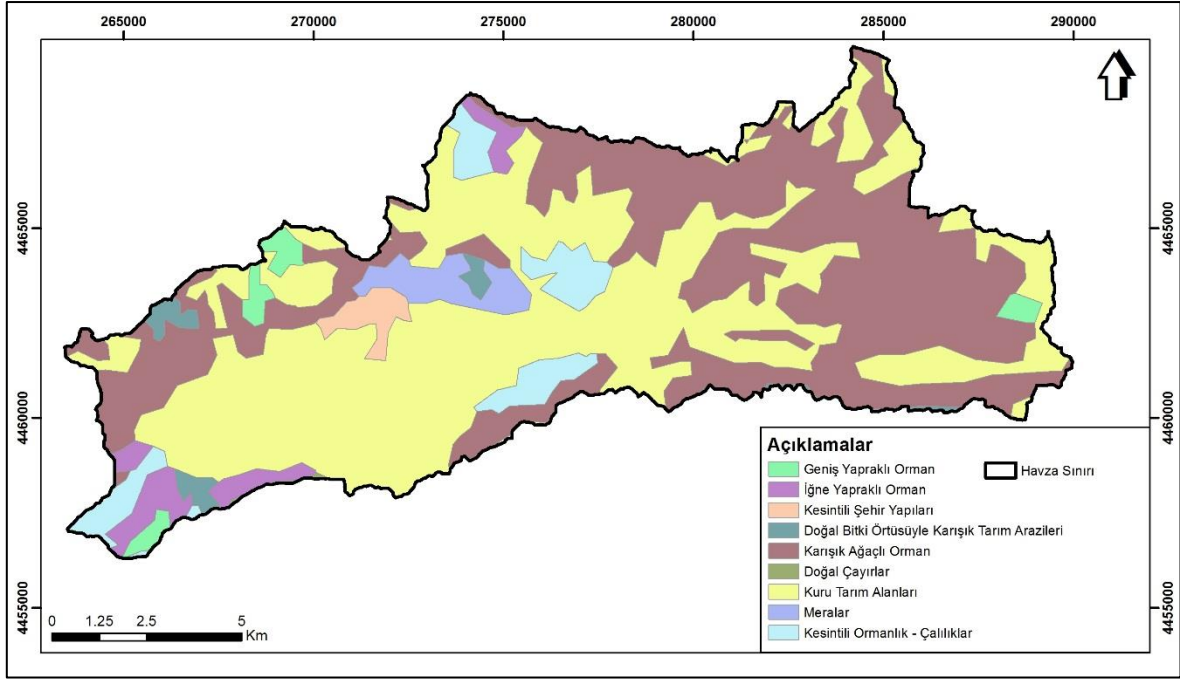 265000 270000 275000 280000 285000 290000
4465000 4465000
4460000 4460000
4455000 4455000
Açıklamalar
Geniş Yapraklı Orman
Havza Sınırı
İğne Yapraklı Orman
Kesintili Şehir Yapıları
Doğal Bitki Örtüsüyle Karışık Tarım Arazileri
Karışık Ağaçlı Orman
Doğal Çayırlar
Kuru Tarım Alanları
Meralar
Kesintili Ormanlık - Çalılıklar
0 1.25 2.5 5
Km